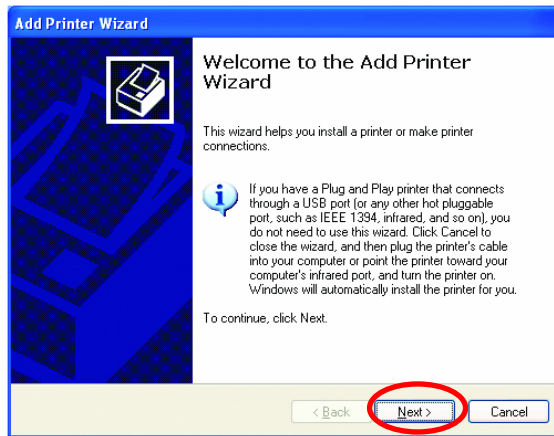 Add Printer Wizard
Welcome to the Add Printer
Wizard
This wizard helps you install a printer or make printer
connections.
If you have a Plug and Play printer that connects
through a USB port (or any other hot pluggable
port, such as IEEE 1394, infrared, and so on), you
do not need to use this wizard. Click Cancel to
close the wizard, and then plug the printer's cable
into your computer or point the printer toward your
computer's infrared port, and turn the printer on.
Windows will automatically install the printer for you.
To continue, click Next.
< Back
Next >
Cancel